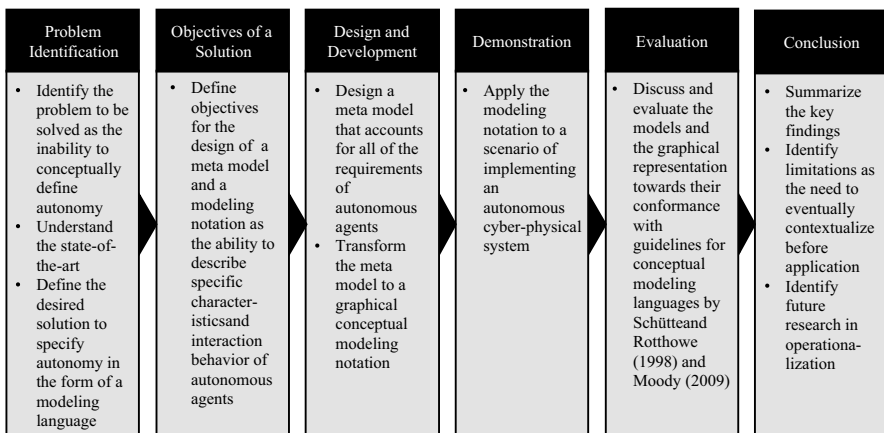 Problem
Identification
• Identify the
problem to be
solved as the
inability to
conceptually
define
autonomy
• Understand
the state-of-
the-art
• Define the
desired
solution to
specify
autonomy in
the form of a
modeling
language
Objectives of a
Solution
• Define
objectives
for the
design of a
meta model
and a
modeling
notation as
the ability to
describe
specific
character-
isticsand
interaction
behavior of
autonomous
agents
Design and
Development
• Design a
meta model
that accounts
for all of the
requirements
of
autonomous
agents
• Transform
the meta
model to a
graphical
conceptual
modeling
notation
Demonstration
• Apply the
modeling
notation to a
scenario of
implementing
an
autonomous
cyber-physical
system
Evaluation
• Discuss and
evaluate the
models and
the graphical
representation
towards their
conformance
with
guidelines for
conceptual
modeling
languages by
Schütteand
Rotthowe
(1998) and
Moody (2009)
Conclusion
• Summarize
the key
findings
• Identify
limitations as
the need to
eventually
contextualize
before
application
• Identify
future
research in
operationa-
lization